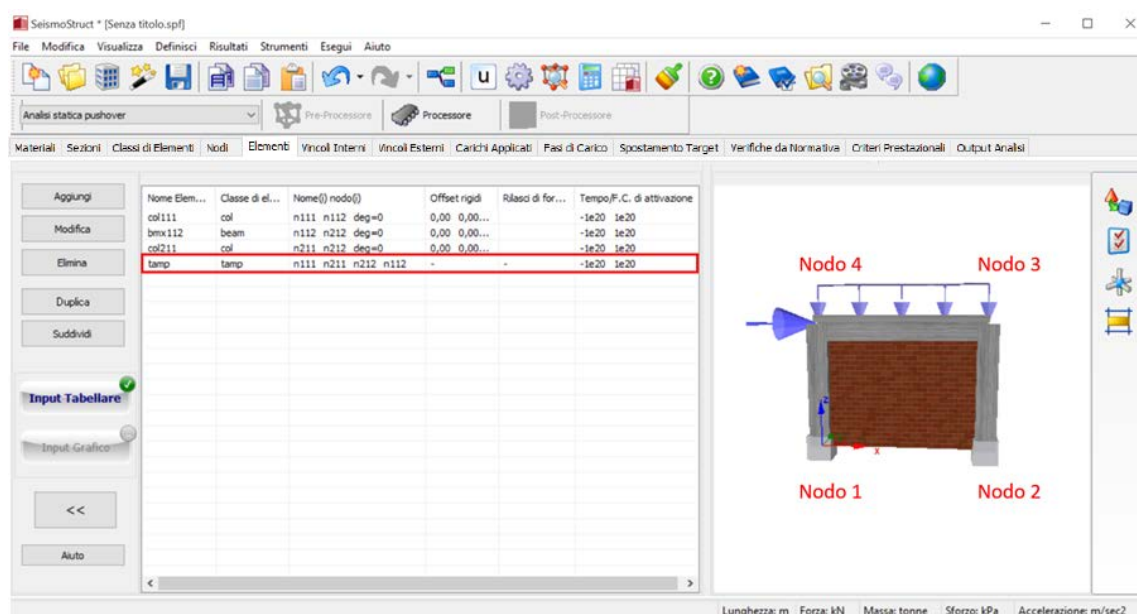 SeismoStruct * [Senza titolo.spf]
File Modifica Visualizza Definisci Risultati Strumenti Esegui Aiuto
u
Analisi statica pushover Pre-Processore Processore Post-Processore
Materiali Sezioni Classi di Elementi Nodi Elementi Vincoli Interni Vincoli Esterni Carichi Applicati Fasi di Carico Spostamento Target Verifiche da Normativa Criteri Prestazionali Output Analisi
Aggiungi
Modifica
Elimina
Duplica
Suddividi
Input Tabellare
Input Grafico
<<
Aiuto
Nome Elem... Classe di el... Nome(i) nodo(i) Offset rigidi Rilasci di for... Tempo/F.C. di attivazione
col111 col n111 n112 deg=0 0,00 0,00... -1e20 1e20
bmx112 beam n112 n212 deg=0 0,00 0,00... -1e20 1e20
col211 col n211 n212 deg=0 0,00 0,00... -1e20 1e20
tamp tamp n111 n211 n212 n112 - - -1e20 1e20
Nodo 4 Nodo 3
z
x
Nodo 1 Nodo 2
Lunghezza: m Forza: kN Massa: tonne Sforzo: kPa Accelerazione: m/sec2